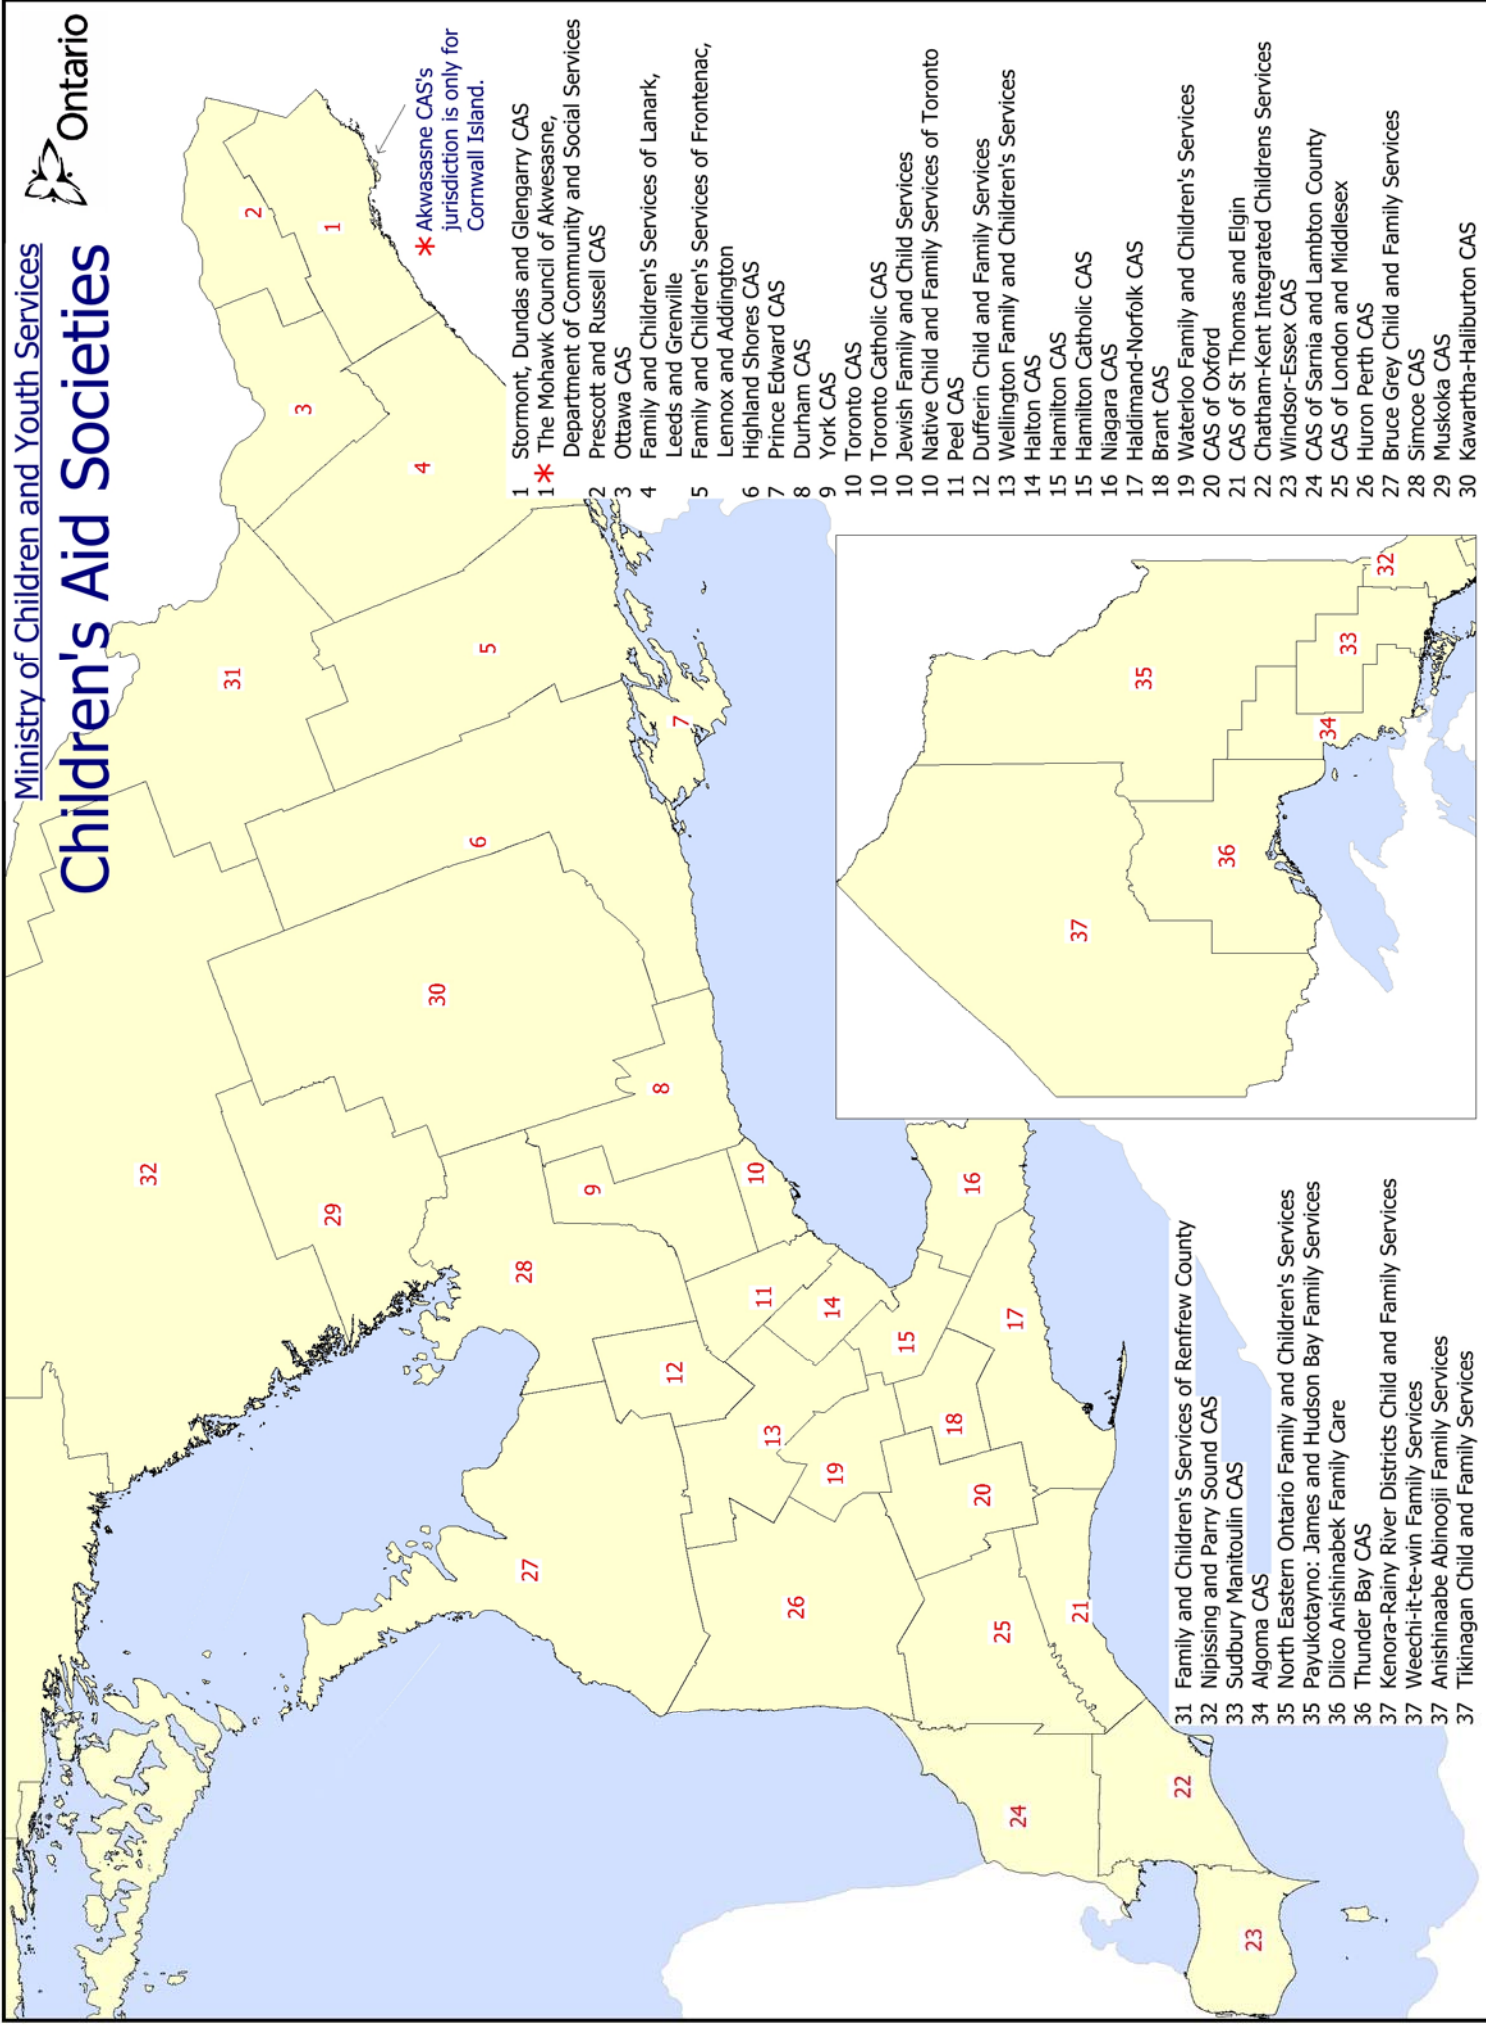 Ministry of Children and Youth Services
Children's Aid Societies
Ontario
* Akwasasne CAS's
jurisdiction is only for
Cornwall Island.
1 Stormont, Dundas and Glengarry CAS
1* The Mohawk Council of Akwesasne,
Department of Community and Social Services
2 Prescott and Russell CAS
3 Ottawa CAS
4 Family and Children's Services of Lanark,
Leeds and Grenville
5 Family and Children's Services of Frontenac,
Lennox and Addington
6 Highland Shores CAS
7 Prince Edward CAS
8 Durham CAS
9 York CAS
10 Toronto CAS
10 Toronto Catholic CAS
10 Jewish Family and Child Services
10 Native Child and Family Services of Toronto
11 Peel CAS
12 Dufferin Child and Family Services
13 Wellington Family and Children's Services
14 Halton CAS
15 Hamilton CAS
15 Hamilton Catholic CAS
16 Niagara CAS
17 Haldimand-Norfolk CAS
18 Brant CAS
19 Waterloo Family and Children's Services
20 CAS of Oxford
21 CAS of St Thomas and Elgin
22 Chatham-Kent Integrated Childrens Services
23 Windsor-Essex CAS
24 CAS of Sarnia and Lambton County
25 CAS of London and Middlesex
26 Huron Perth CAS
27 Bruce Grey Child and Family Services
28 Simcoe CAS
29 Muskoka CAS
30 Kawartha-Haliburton CAS
31 Family and Children's Services of Renfrew County
32 Nipissing and Parry Sound CAS
33 Sudbury Manitoulin CAS
34 Algoma CAS
35 North Eastern Ontario Family and Children's Services
35 Payukotayno: James and Hudson Bay Family Services
36 Dilico Anishinabek Family Care
36 Thunder Bay CAS
37 Kenora-Rainy River Districts Child and Family Services
37 Weechi-it-te-win Family Services
37 Anishinaabe Abinoojii Family Services
37 Tikinagan Child and Family Services
1
2
3
4
5
6
7
8
9
10
11
12
13
14
15
16
17
18
19
20
21
22
23
24
25
26
27
28
29
30
31
32
32
33
34
35
36
37